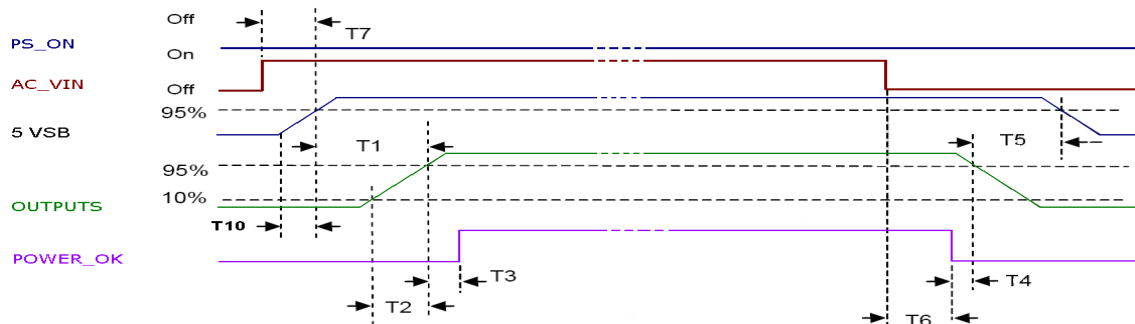 Off
T7
PS_ON
On
AC_VIN
Off
95%
5 VSB
T1
T5
95%
10%
OUTPUTS
T10
POWER_OK
T3
T4
T2
T6